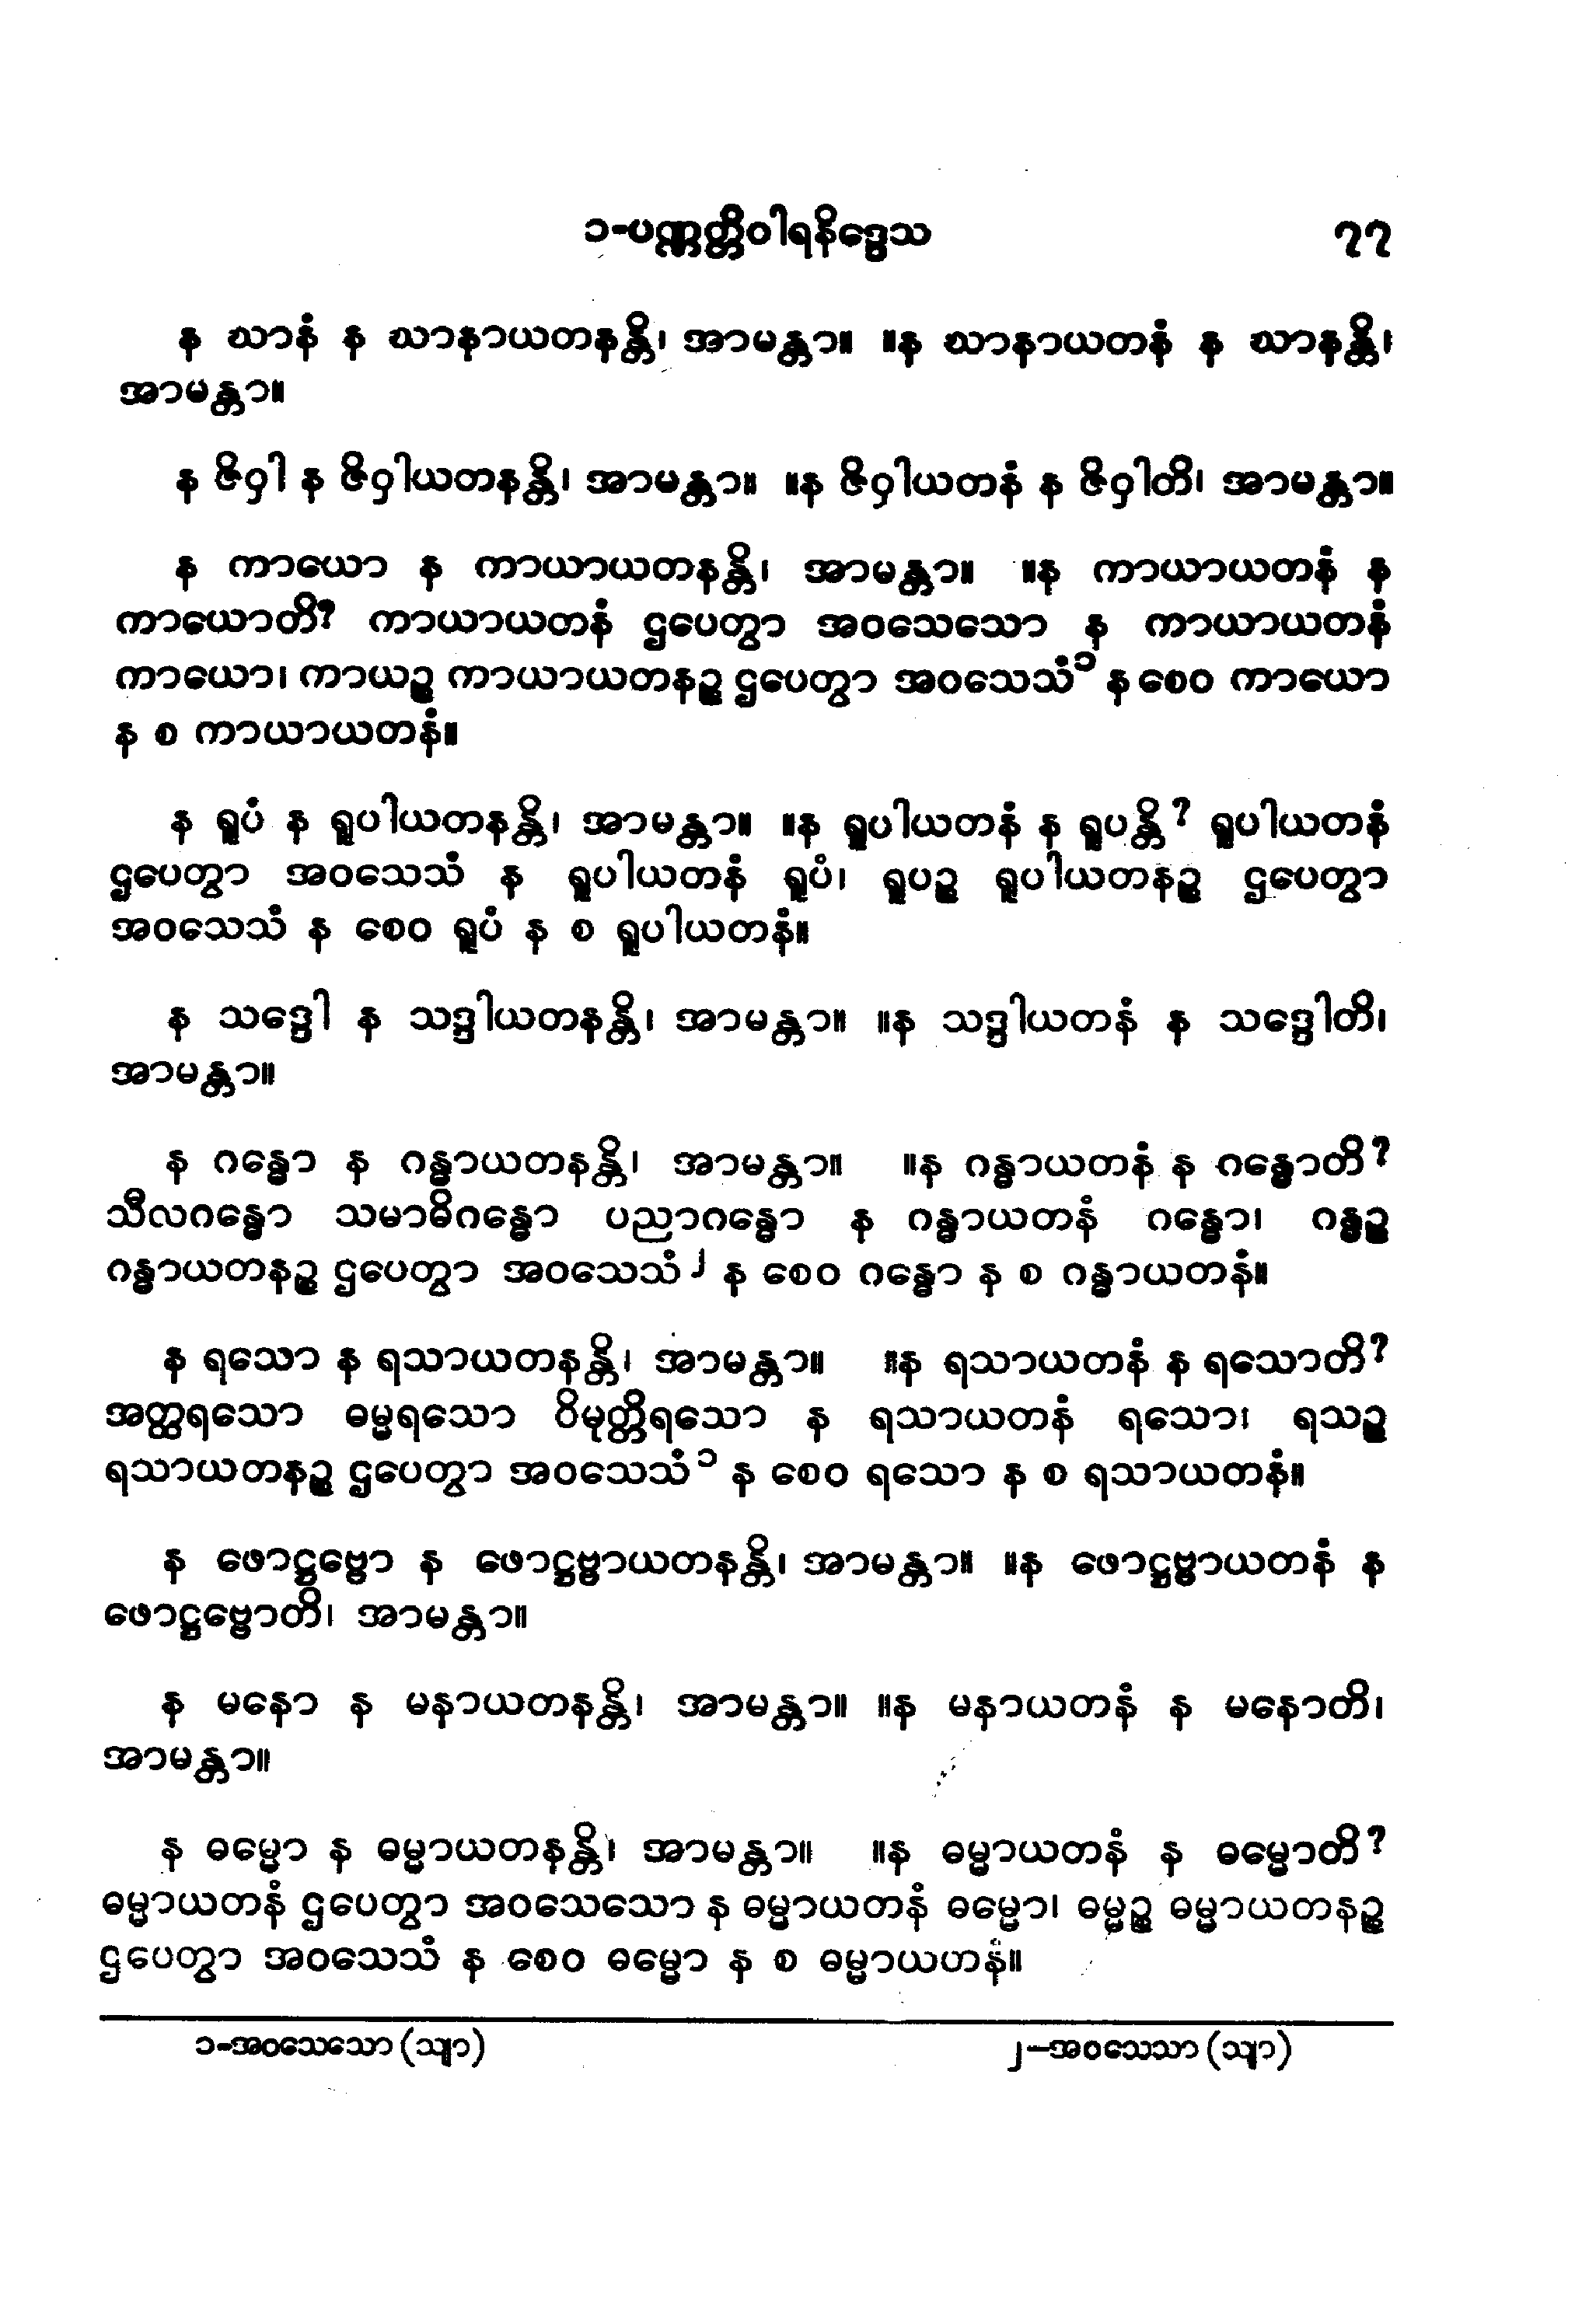 ၁-ပဏ္ဏတ္တိဝါရနိဒ္ဒေသ ၇၇
န ဃာနံ န ဃာနာယတနန္တိ၊ အာမန္တာ။ ။န ဃာနာယတနံ န ဃာနန္တိ၊
အာမန္တာ။
န ဇိဝှါ န ဇိဝှါယတနန္တိ၊ အာမန္တာ။ ။န ဇိဝှါယတနံ န ဇိဝှါတိ၊ အာမန္တာ။
န ကာယော န ကာယာယတနန္တိ၊ အာမန္တာ။ ။န ကာယာယတနံ န
ကာယောတိ? ကာယာယတနံ ဌပေတွာ အဝသေသော န ကာယာယတနံ
ကာယော၊ ကာယဉ္စ ကာယာယတနဉ္စ ဌပေတွာ အဝသေသံ၁ န စေဝ ကာယော
န စ ကာယာယတနံ။
န ရူပံ န ရူပါယတနန္တိ၊ အာမန္တာ။ ။န ရူပါယတနံ န ရူပန္တိ? ရူပါယတနံ
ဌပေတွာ အဝသေသံ န ရူပါယတနံ ရူပံ၊ ရူပဉ္စ ရူပါယတနဉ္စ ဌပေတွာ
အဝသေသံ န စေဝ ရူပံ န စ ရူပါယတနံ။
န သဒ္ဒေါ န သဒ္ဒါယတနန္တိ၊ အာမန္တာ။ ။န သဒ္ဒါယတနံ န သဒ္ဒေါတိ၊
အာမန္တာ။
န ဂန္ဓော န ဂန္ဓာယတနန္တိ၊ အာမန္တာ။ ။န ဂန္ဓာယတနံ န ဂန္ဓောတိ?
သီလဂန္ဓော သမာဓိဂန္ဓော ပညာဂန္ဓော န ဂန္ဓာယတနံ ဂန္ဓော၊ ဂန္ဓဉ္စ
ဂန္ဓာယတနဉ္စ ဌပေတွာ အဝသေသံ၂ န စေဝ ဂန္ဓော န စ ဂန္ဓာယတနံ။
န ရသော န ရသာယတနန္တိ၊ အာမန္တာ။ ။န ရသာယတနံ န ရသောတိ?
အတ္ထရသော ဓမ္မရသော ဝိမုတ္တိရသော န ရသာယတနံ ရသော၊ ရသဉ္စ
ရသာယတနဉ္စ ဌပေတွာ အဝသေသံ၁ န စေဝ ရသော န စ ရသာယတနံ။
န ဖောဋ္ဌဗ္ဗော န ဖောဋ္ဌဗ္ဗာယတနန္တိ၊ အာမန္တာ။ ။န ဖောဋ္ဌဗ္ဗာယတနံ န
ဖောဋ္ဌဗ္ဗောတိ၊ အာမန္တာ။
န မနော န မနာယတနန္တိ၊ အာမန္တာ။ ။န မနာယတနံ န မနောတိ၊
အာမန္တာ။
န ဓမ္မော န ဓမ္မာယတနန္တိ၊ အာမန္တာ။ ။န ဓမ္မာယတနံ န ဓမ္မောတိ?
ဓမ္မာယတနံ ဌပေတွာ အဝသေသော န ဓမ္မာယတနံ ဓမ္မော၊ ဓမ္မဉ္စ ဓမ္မာယတနဉ္စ
ဌပေတွာ အဝသေသံ န စေဝ ဓမ္မော န စ ဓမ္မာယတနံ။
၁-အဝသေသော (သျာ) ၂-အဝသေသာ (သျာ)